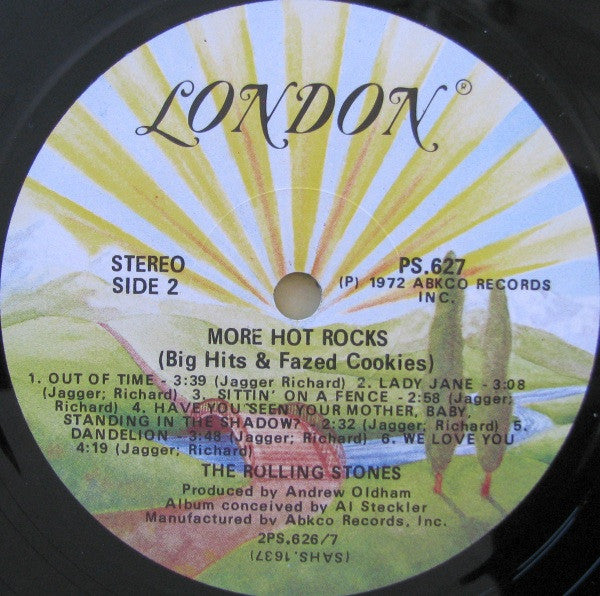 LONDON®
STEREO
SIDE 2
PS.627
(P) 1972 ABKCO RECORDS
INC.
MORE HOT ROCKS
(Big Hits & Fazed Cookies)
1. OUT OF TIME - 3:39 (Jagger Richard) 2. LADY JANE - 3:08
(Jagger; Richard) 3. SITTIN' ON A FENCE - 2:58 (Jagger;
Richard) 4. HAVE YOU SEEN YOUR MOTHER, BABY,
STANDING IN THE SHADOW? - 2:32 (Jagger; Richard) 5.
DANDELION - 3:48 (Jagger; Richard) 6. WE LOVE YOU
4:19 (Jagger; Richard)
THE ROLLING STONES
Produced by Andrew Oldham
Album conceived by Al Steckler
Manufactured by Abkco Records, Inc.
2PS.626/7
(SAHS.1637)